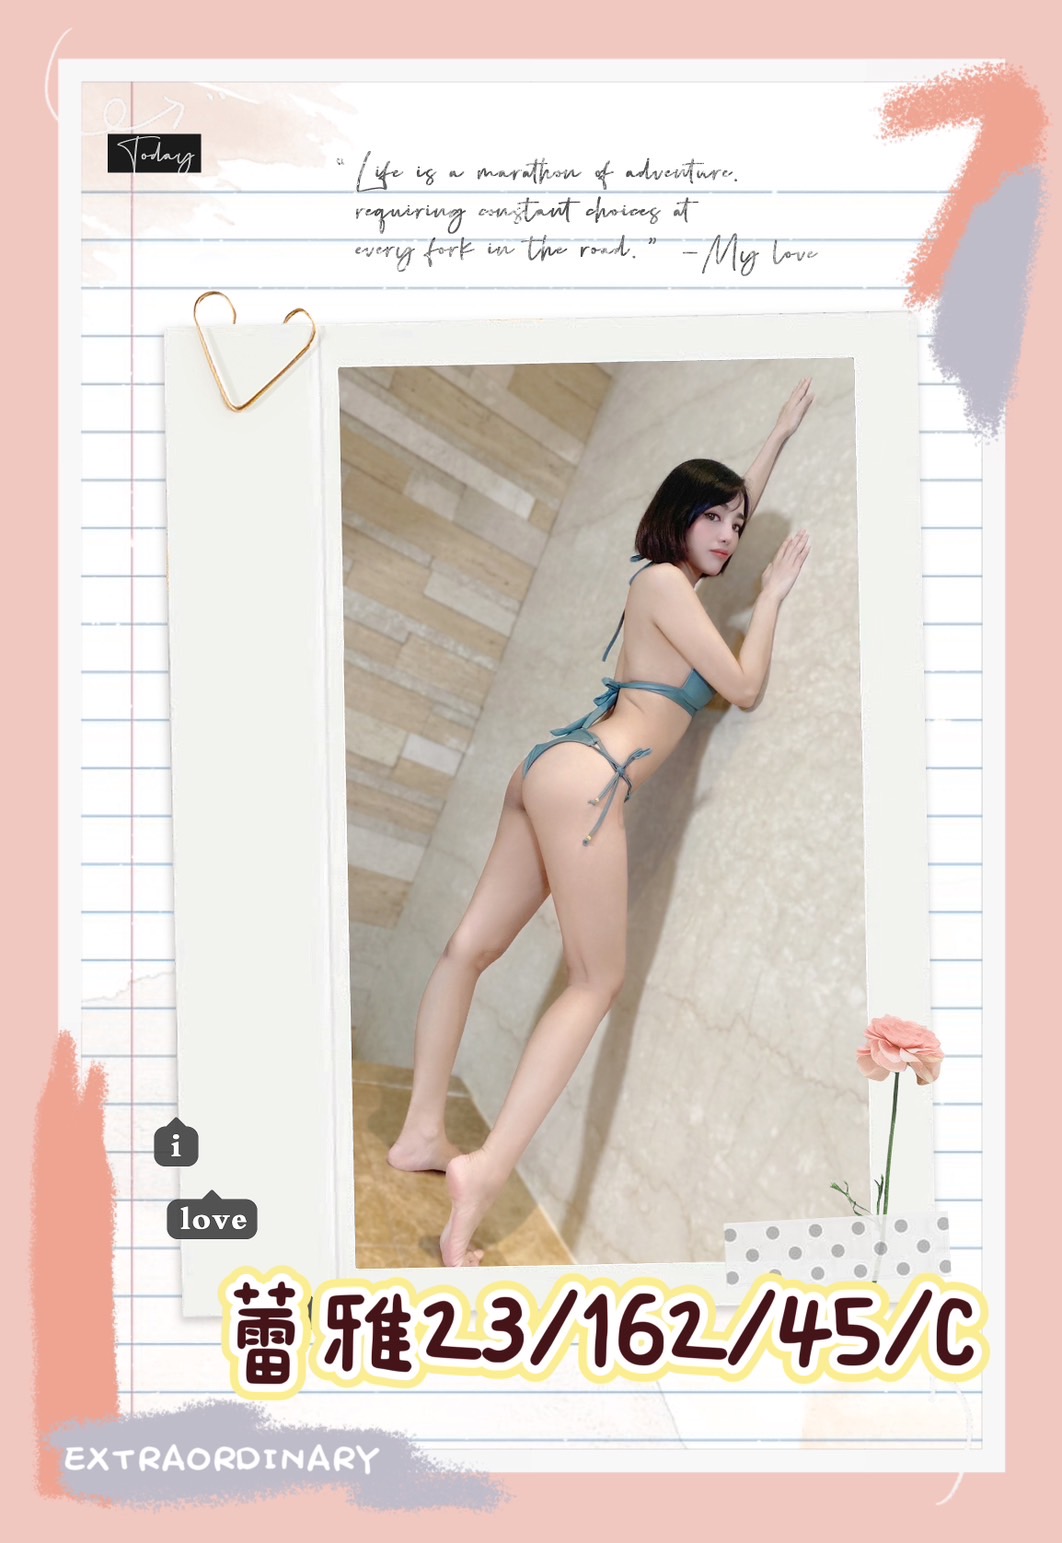 Today
“Life is a marathon of adventure.
requiring constant choices at
every fork in the road.” -My love
i
love
蕾雅23/162/45/C
EXTRAORDINARY